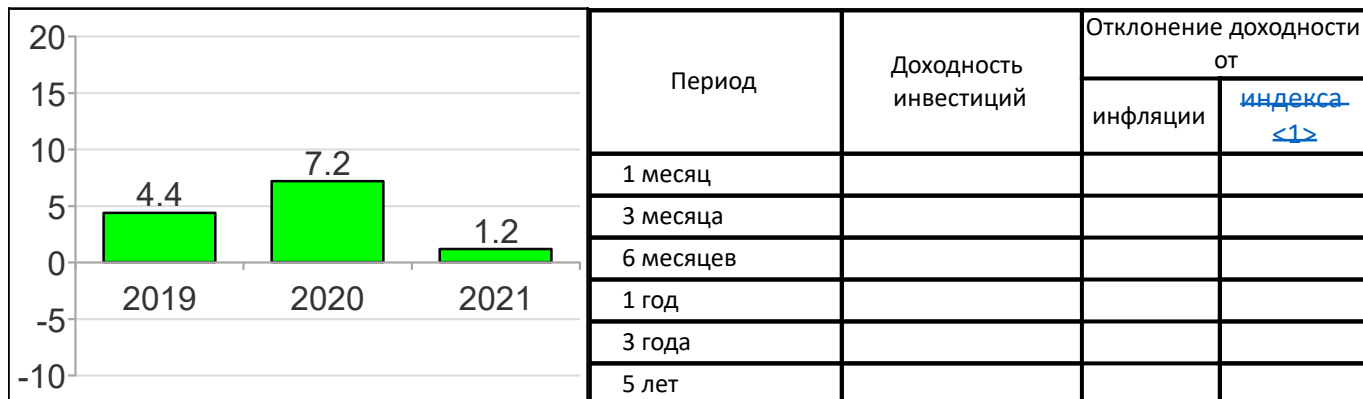 20
15
10
5
0
-5
-10
4.4
7.2
1.2
2019
2020
2021
Период
Доходность
инвестиций
Отклонение доходности
от
инфляции
индекса
<1>
1 месяц
3 месяца
6 месяцев
1 год
3 года
5 лет